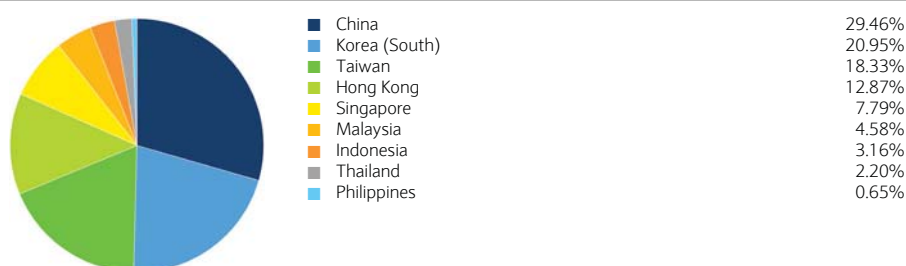 China 29.46%
Korea (South) 20.95%
Taiwan 18.33%
Hong Kong 12.87%
Singapore 7.79%
Malaysia 4.58%
Indonesia 3.16%
Thailand 2.20%
Philippines 0.65%